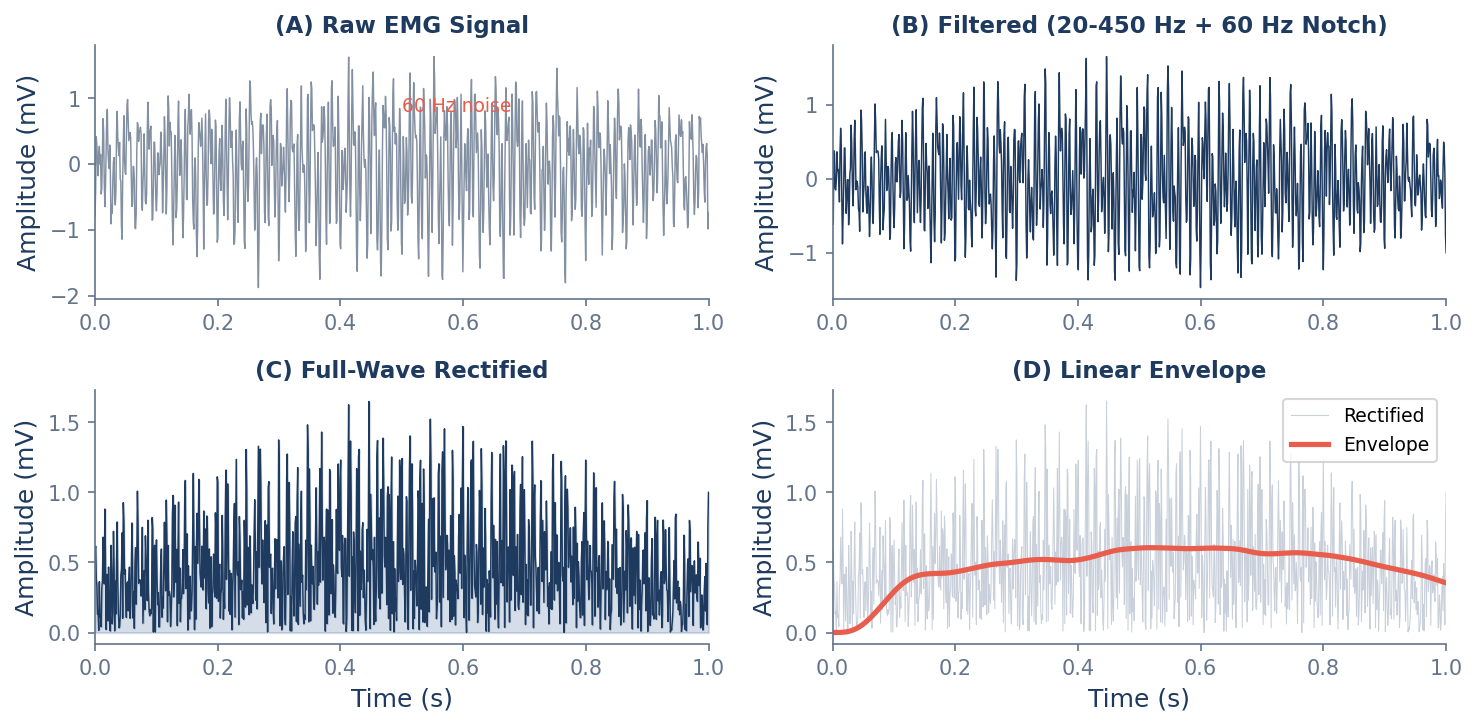 (A) Raw EMG Signal
Amplitude (mV)
1
0
−1
−2
60 Hz noise
0.0 0.2 0.4 0.6 0.8 1.0
(B) Filtered (20-450 Hz + 60 Hz Notch)
Amplitude (mV)
1
0
−1
0.0 0.2 0.4 0.6 0.8 1.0
(C) Full-Wave Rectified
Amplitude (mV)
1.5
1.0
0.5
0.0
0.0 0.2 0.4 0.6 0.8 1.0
Time (s)
(D) Linear Envelope
Amplitude (mV)
1.5
1.0
0.5
0.0
Rectified
Envelope
0.0 0.2 0.4 0.6 0.8 1.0
Time (s)